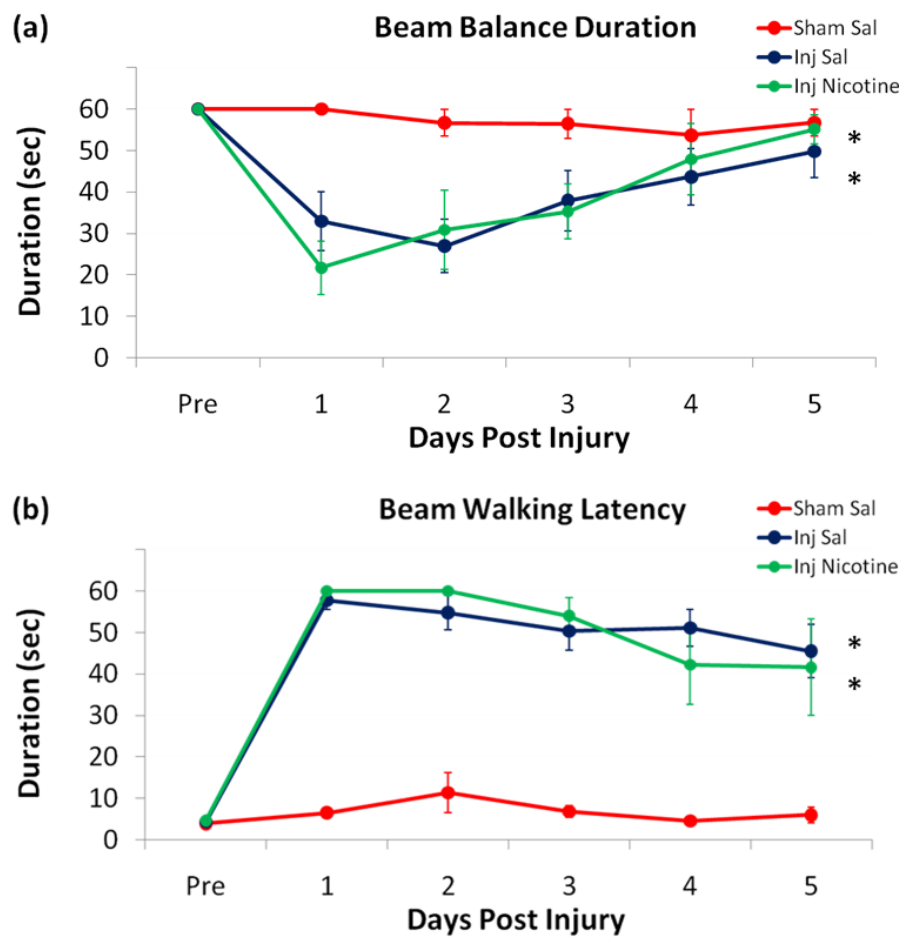 (a)
Beam Balance Duration
Sham Sal
Inj Sal
Inj Nicotine
Duration (sec)
60
50
40
30
20
10
0
*
*
Pre 1 2 3 4 5
Days Post Injury
(b)
Beam Walking Latency
Sham Sal
Inj Sal
Inj Nicotine
Duration (sec)
60
50
40
30
20
10
0
*
*
Pre 1 2 3 4 5
Days Post Injury